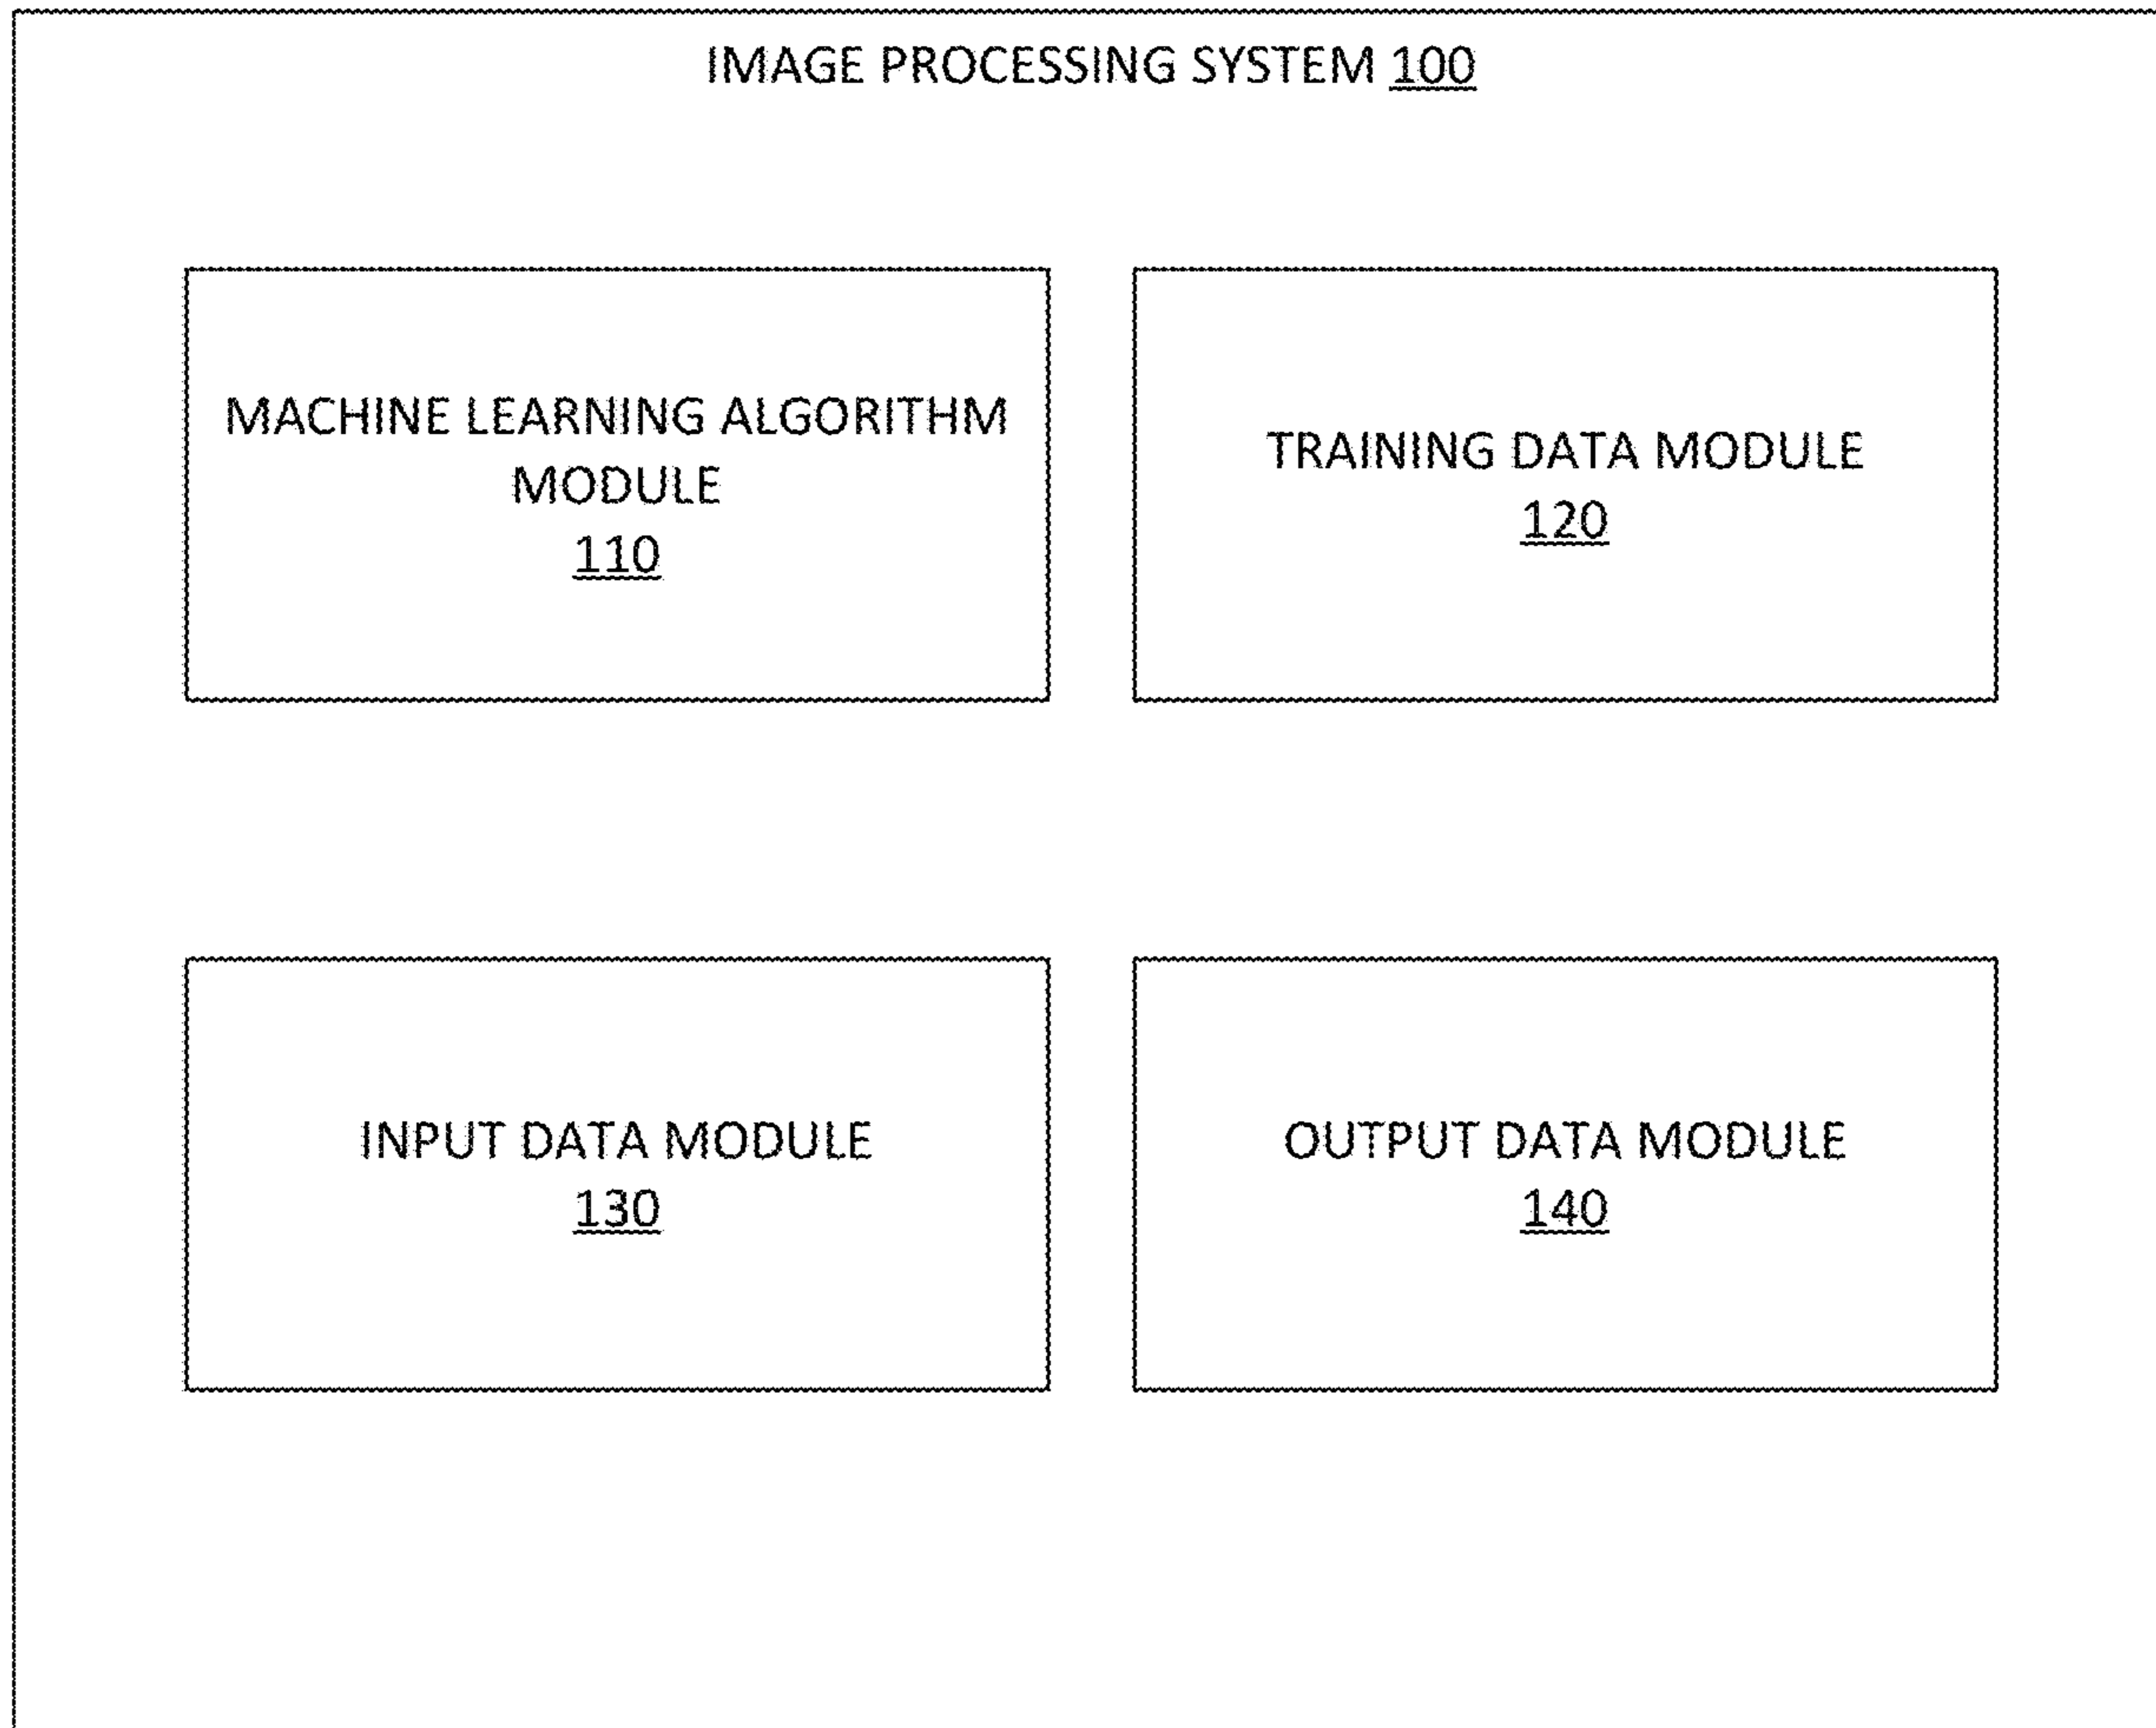 IMAGE PROCESSING SYSTEM 100
MACHINE LEARNING ALGORITHM
MODULE
110
TRAINING DATA MODULE
120
INPUT DATA MODULE
130
OUTPUT DATA MODULE
140